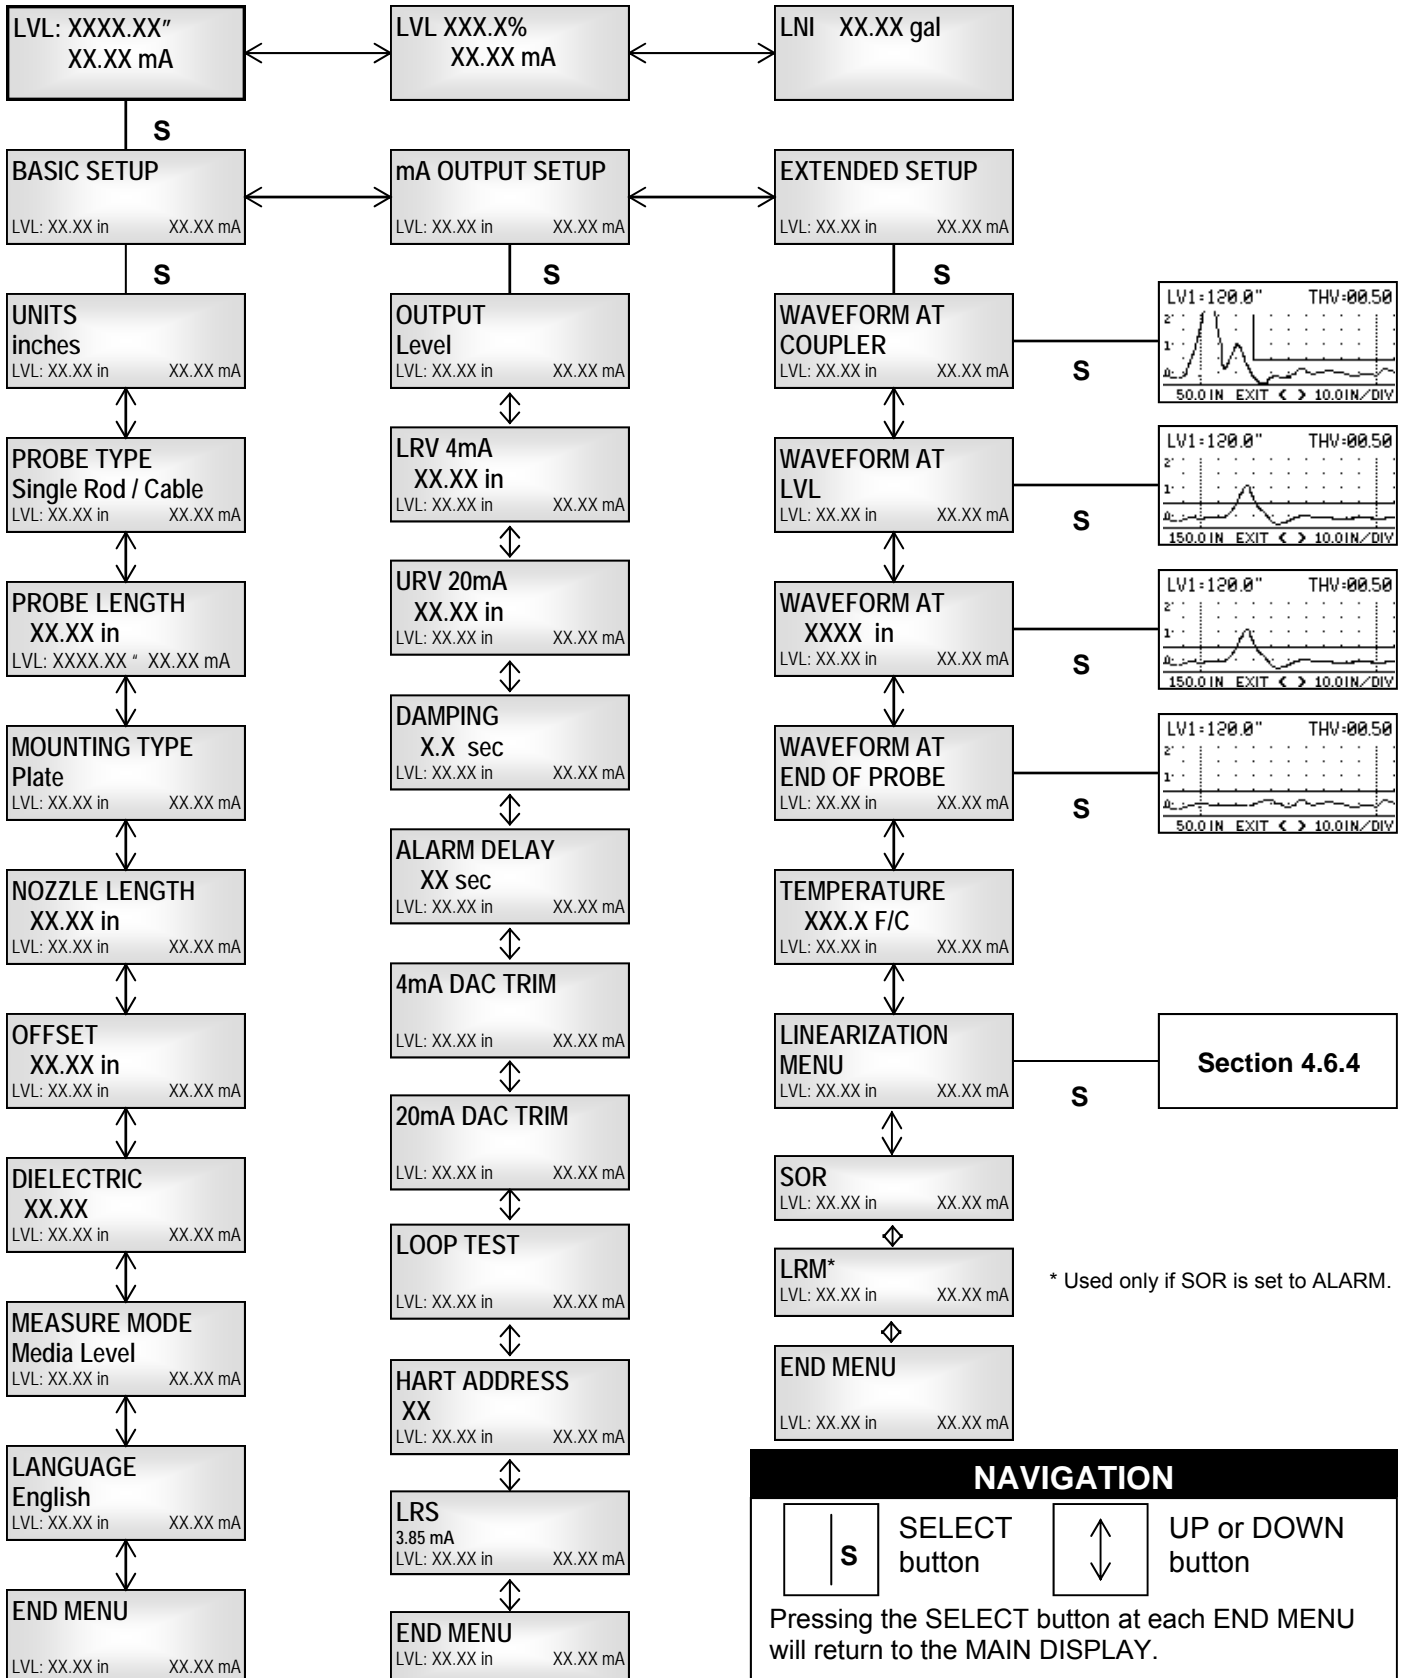 LVL: XXXX.XX"
XX.XX mA
LVL XXX.X%
XX.XX mA
LNI XX.XX gal
S
BASIC SETUP
LVL: XX.XX in XX.XX mA
mA OUTPUT SETUP
LVL: XX.XX in XX.XX mA
EXTENDED SETUP
LVL: XX.XX in XX.XX mA
S
UNITS
inches
LVL: XX.XX in XX.XX mA
PROBE TYPE
Single Rod / Cable
LVL: XX.XX in XX.XX mA
PROBE LENGTH
XX.XX in
LVL: XXXX.XX " XX.XX mA
MOUNTING TYPE
Plate
LVL: XX.XX in XX.XX mA
NOZZLE LENGTH
XX.XX in
LVL: XX.XX in XX.XX mA
OFFSET
XX.XX in
LVL: XX.XX in XX.XX mA
DIELECTRIC
XX.XX
LVL: XX.XX in XX.XX mA
MEASURE MODE
Media Level
LVL: XX.XX in XX.XX mA
LANGUAGE
English
LVL: XX.XX in XX.XX mA
END MENU
LVL: XX.XX in XX.XX mA
S
OUTPUT
Level
LVL: XX.XX in XX.XX mA
LRV 4mA
XX.XX in
LVL: XX.XX in XX.XX mA
URV 20mA
XX.XX in
LVL: XX.XX in XX.XX mA
DAMPING
X.X sec
LVL: XX.XX in XX.XX mA
ALARM DELAY
XX sec
LVL: XX.XX in XX.XX mA
4mA DAC TRIM
LVL: XX.XX in XX.XX mA
20mA DAC TRIM
LVL: XX.XX in XX.XX mA
LOOP TEST
LVL: XX.XX in XX.XX mA
HART ADDRESS
XX
LVL: XX.XX in XX.XX mA
LRS
3.85 mA
LVL: XX.XX in XX.XX mA
END MENU
LVL: XX.XX in XX.XX mA
S
WAVEFORM AT
COUPLER
LVL: XX.XX in XX.XX mA
S
LV1:120.0" THV:00.50
2
1
0
50.0IN EXIT < > 10.0IN/DIV
WAVEFORM AT
LVL
LVL: XX.XX in XX.XX mA
S
LV1:120.0" THV:00.50
2
1
0
150.0IN EXIT < > 10.0IN/DIV
WAVEFORM AT
XXXX in
LVL: XX.XX in XX.XX mA
S
LV1:120.0" THV:00.50
2
1
0
150.0IN EXIT < > 10.0IN/DIV
WAVEFORM AT
END OF PROBE
LVL: XX.XX in XX.XX mA
S
LV1:120.0" THV:00.50
2
1
0
50.0IN EXIT < > 10.0IN/DIV
TEMPERATURE
XXX.X F/C
LVL: XX.XX in XX.XX mA
LINEARIZATION
MENU
LVL: XX.XX in XX.XX mA
S
Section 4.6.4
SOR
LVL: XX.XX in XX.XX mA
LRM*
LVL: XX.XX in XX.XX mA
* Used only if SOR is set to ALARM.
END MENU
LVL: XX.XX in XX.XX mA
NAVIGATION
S
SELECT
button
UP or DOWN
button
Pressing the SELECT button at each END MENU
will return to the MAIN DISPLAY.